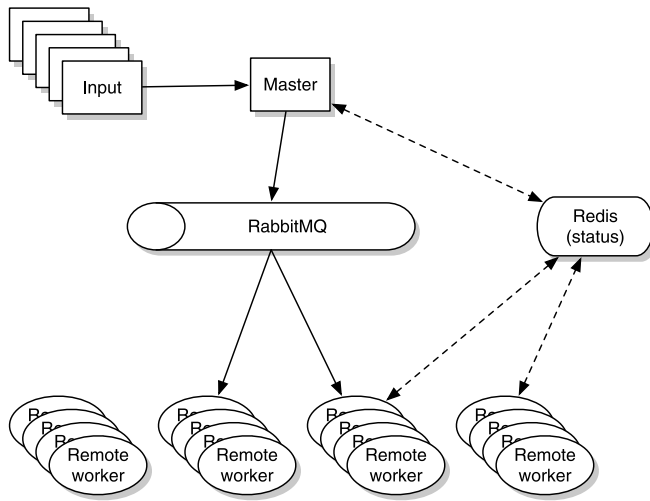 Input
Master
RabbitMQ
Redis
(status)
Remote
worker
Remote
worker
Remote
worker
Remote
worker